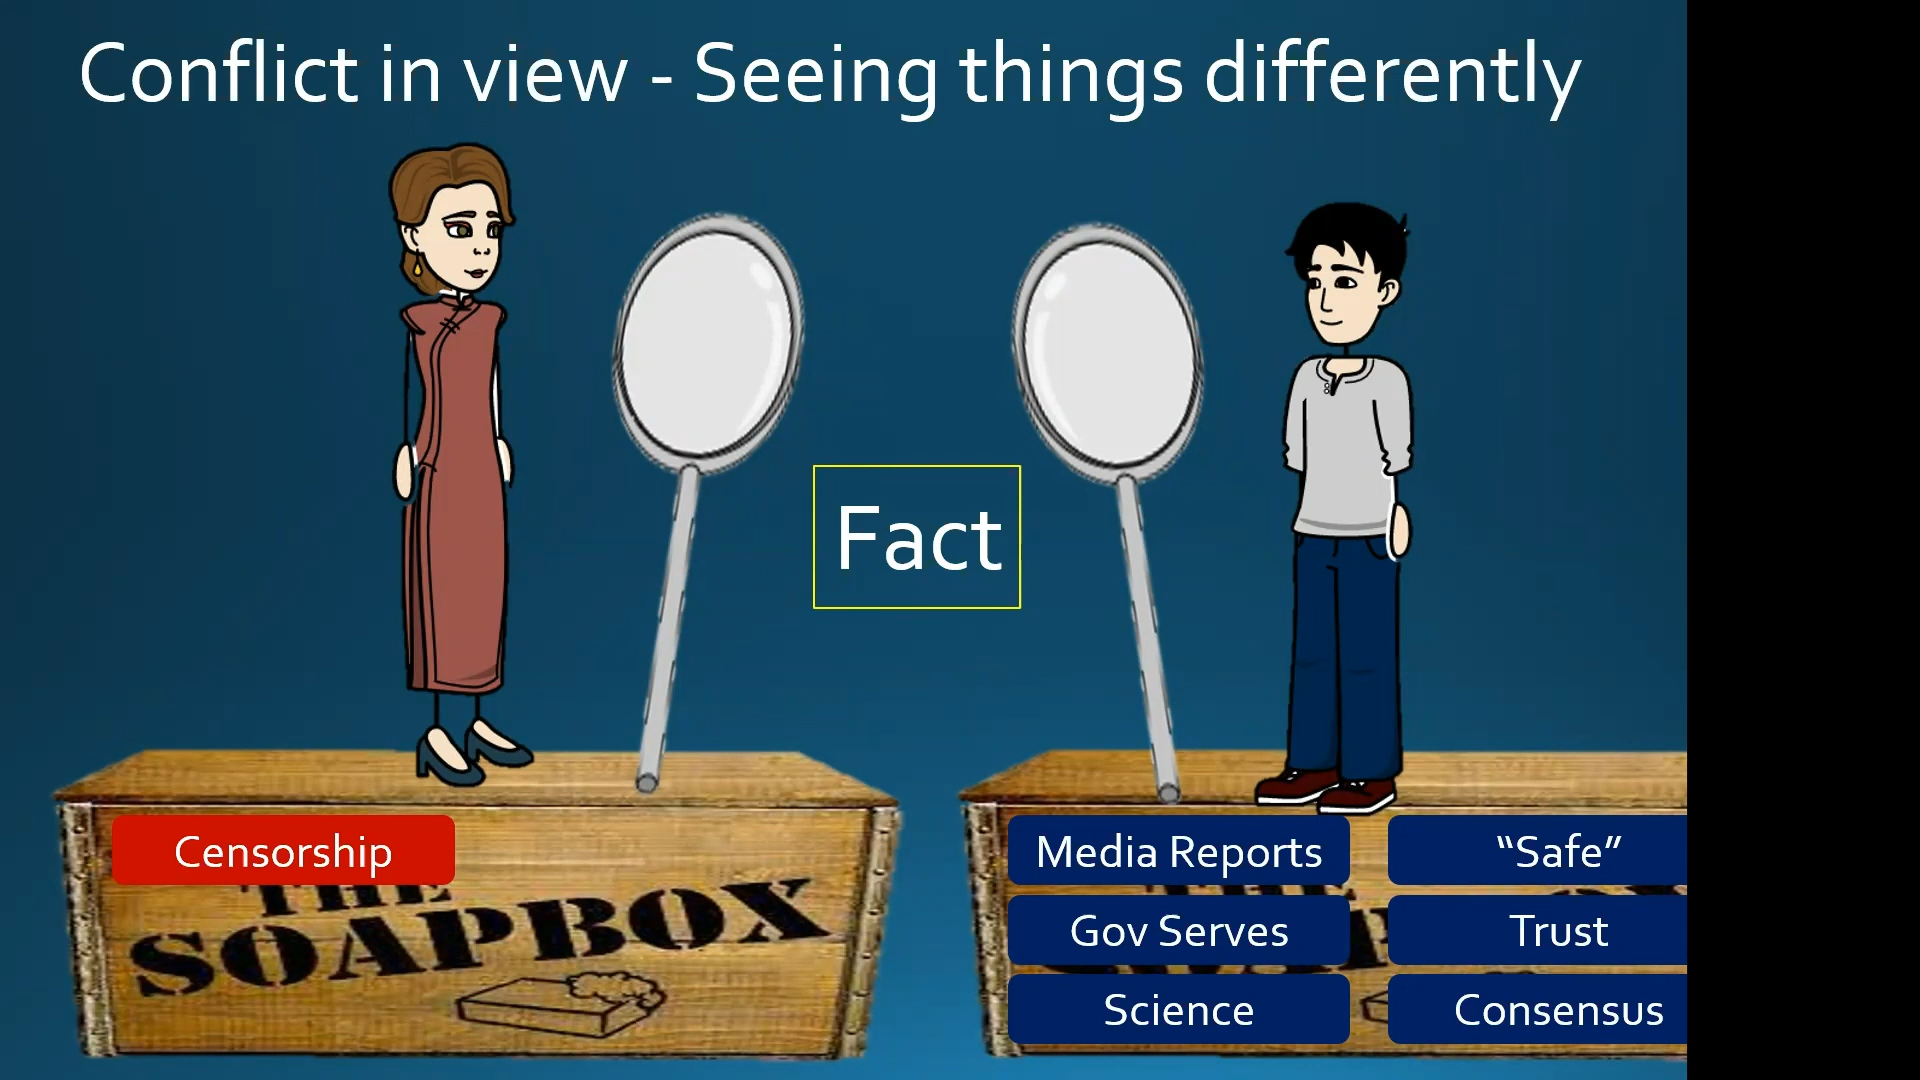 Conflict in view - Seeing things differently
Fact
Censorship
THE
SOAPBOX
Media Reports
“Safe”
Gov Serves
Trust
Science
Consensus